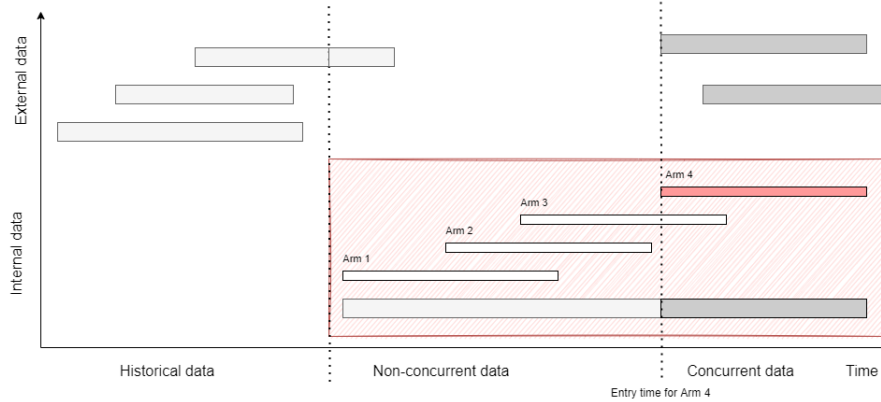 External data
Internal data
Arm 4
Arm 3
Arm 2
Arm 1
Historical data
Non-concurrent data
Concurrent data
Time
Entry time for Arm 4